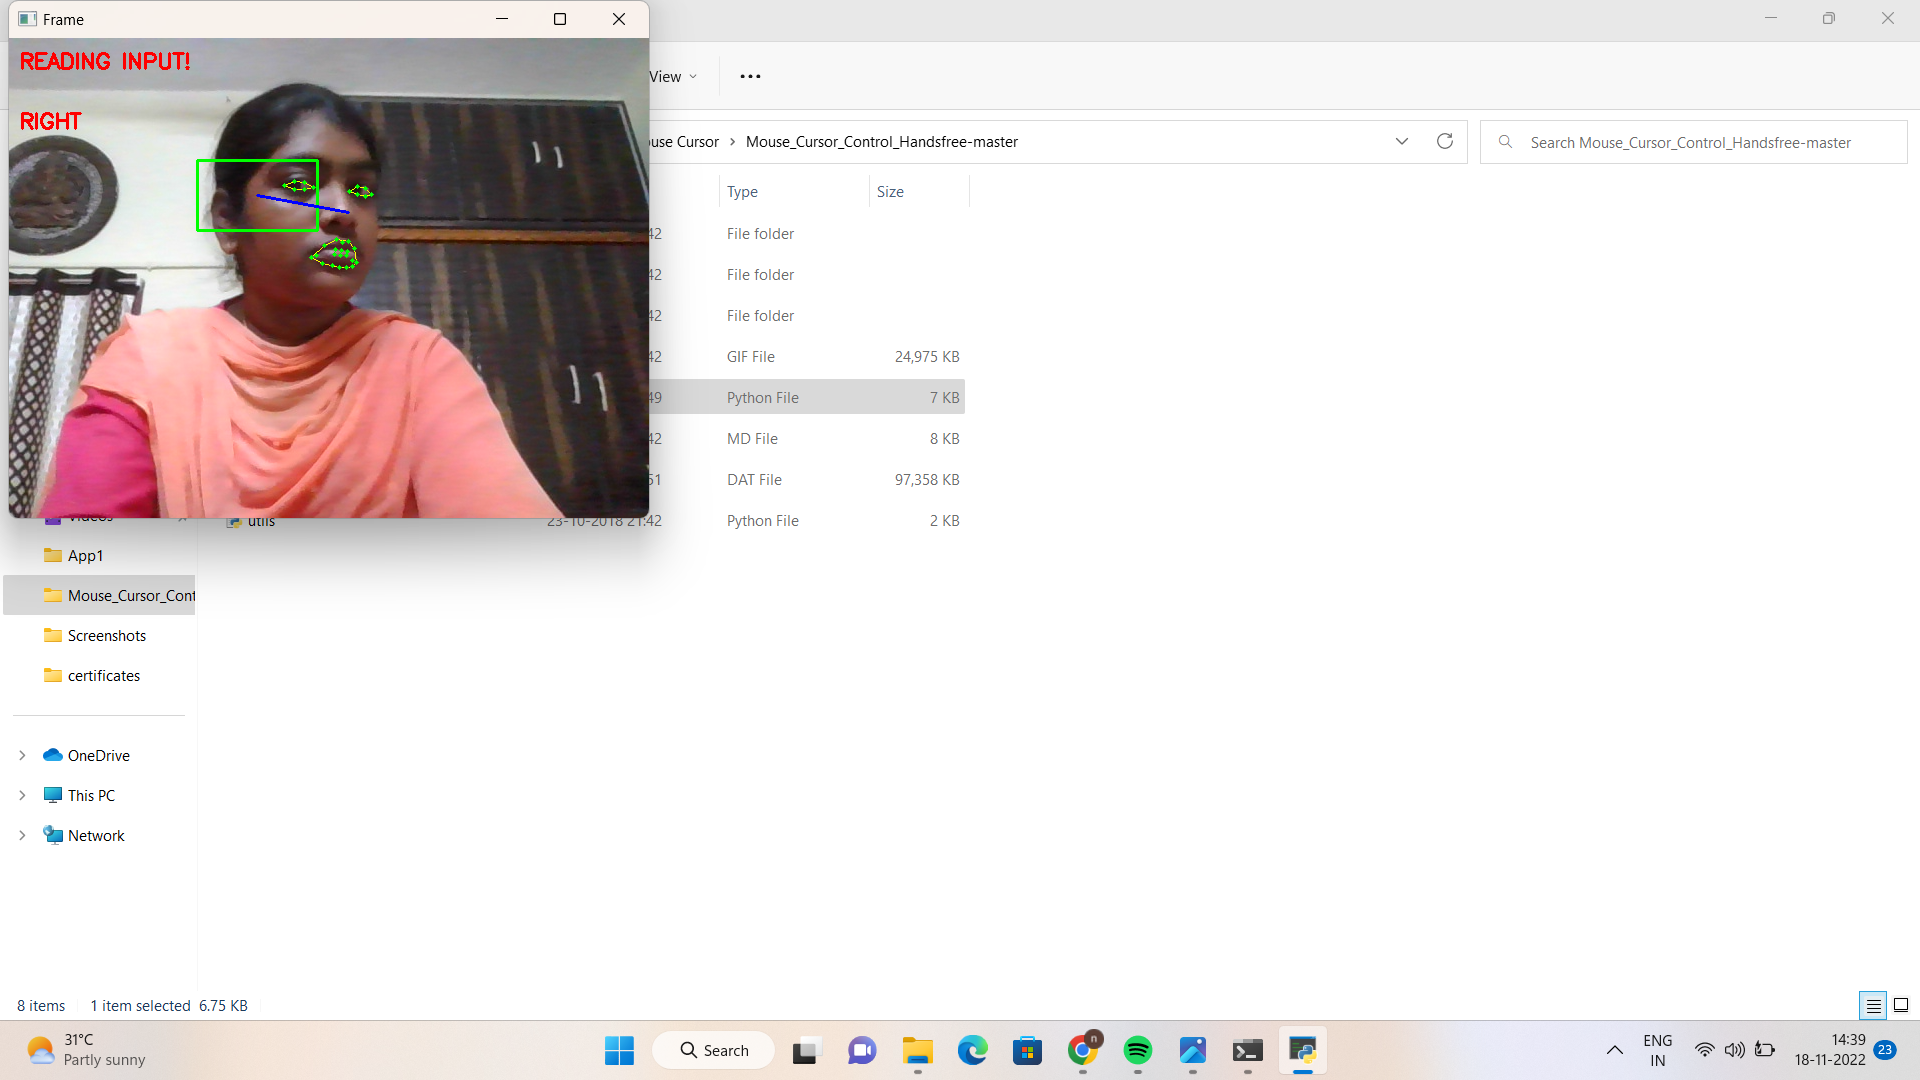 Frame
READING INPUT!
RIGHT
View
use Cursor > Mouse_Cursor_Control_Handsfree-master
Search Mouse_Cursor_Control_Handsfree-master
Type Size
42 File folder
42 File folder
42 File folder
42 GIF File 24,975 KB
49 Python File 7 KB
42 MD File 8 KB
51 DAT File 97,358 KB
utils 23-10-2018 21:42 Python File 2 KB
Videos
App1
Mouse_Cursor_Cont
Screenshots
certificates
OneDrive
This PC
Network
8 items 1 item selected 6.75 KB
31°C
Partly sunny
Search
n
ENG
IN
14:39
18-11-2022
23